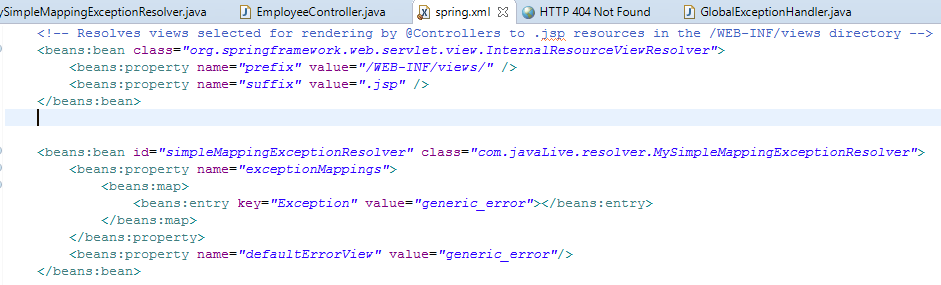 ySimpleMappingExceptionResolver.java EmployeeController.java spring.xml HTTP 404 Not Found GlobalExceptionHandler.java
<!-- Resolves views selected for rendering by @Controllers to .jsp resources in the /WEB-INF/views directory -->
<beans:bean class="org.springframework.web.servlet.view.InternalResourceViewResolver">
<beans:property name="prefix" value="/WEB-INF/views/" />
<beans:property name="suffix" value=".jsp" />
</beans:bean>
<beans:bean id="simpleMappingExceptionResolver" class="com.javaLive.resolver.MySimpleMappingExceptionResolver">
<beans:property name="exceptionMappings">
<beans:map>
<beans:entry key="Exception" value="generic_error"></beans:entry>
</beans:map>
</beans:property>
<beans:property name="defaultErrorView" value="generic_error"/>
</beans:bean>